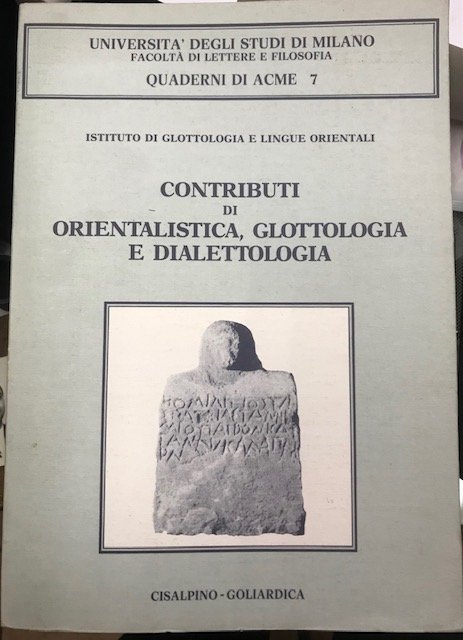 UNIVERSITA' DEGLI STUDI DI MILANO
FACOLTÀ DI LETTERE E FILOSOFIA
QUADERNI DI ACME 7
ISTITUTO DI GLOTTOLOGIA E LINGUE ORIENTALI
CONTRIBUTI
DI
ORIENTALISTICA, GLOTTOLOGIA
E DIALETTOLOGIA
CISALPINO-GOLIARDICA